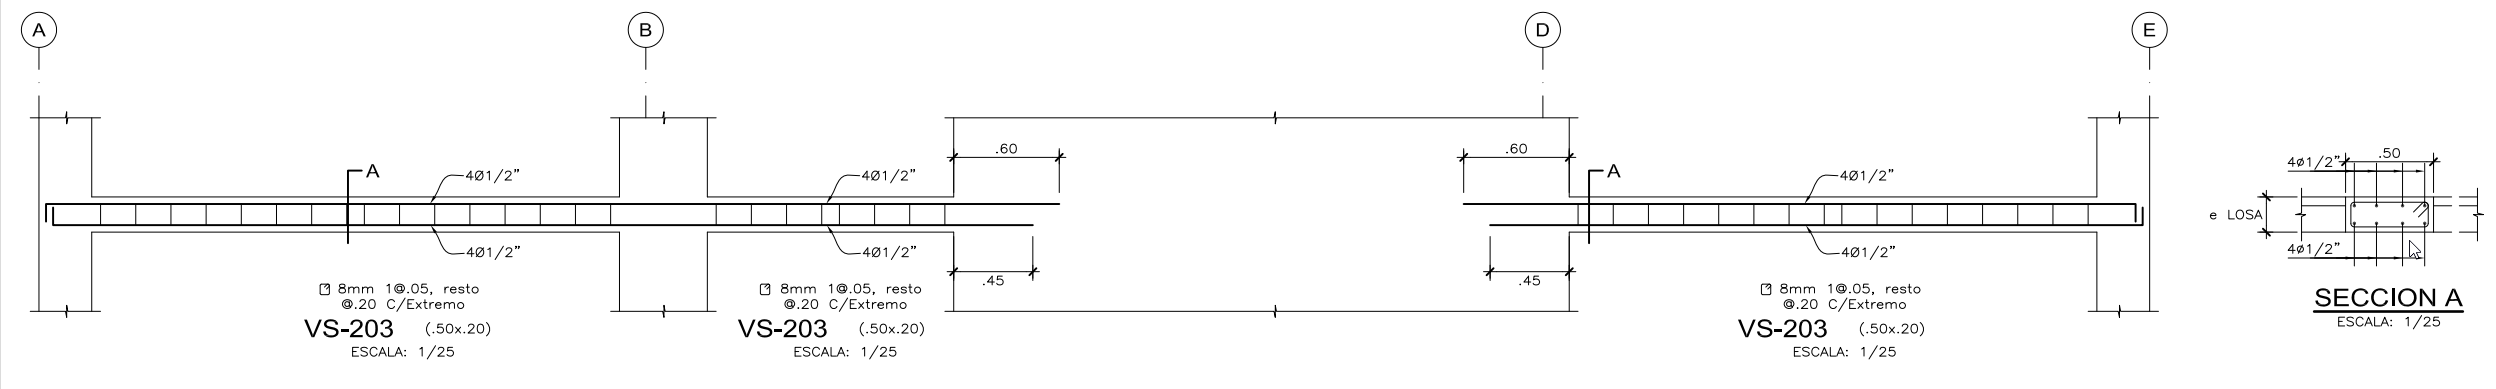 A
B
D
E
.60
.60
.50
A
4Ø1/2”
4Ø1/2”
4Ø1/2”
A
4ø1/2”
e LOSA
4Ø1/2”
4Ø1/2”
4Ø1/2”
4ø1/2”
.45
.45
8mm 1@.05, resto
@.20 C/Extremo
VS-203 (.50x.20)
ESCALA: 1/25
8mm 1@.05, resto
@.20 C/Extremo
VS-203 (.50x.20)
ESCALA: 1/25
8mm 1@.05, resto
@.20 C/Extremo
VS-203 (.50x.20)
ESCALA: 1/25
SECCION A
ESCALA: 1/25